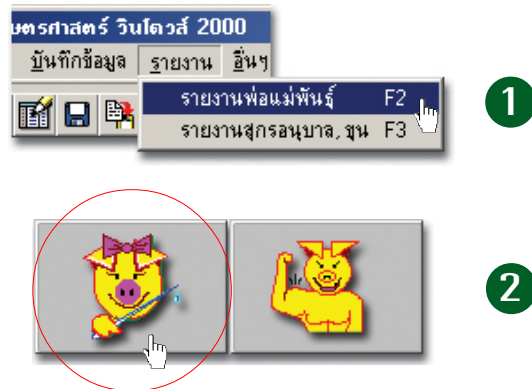 ษตรศาสตร์ วินโดวส์ 2000
บันทึกข้อมูล รายงาน อื่นๆ
รายงานพ่อแม่พันธุ์ F2
รายงานสุกรอนุบาล, ขุน F3
1
2